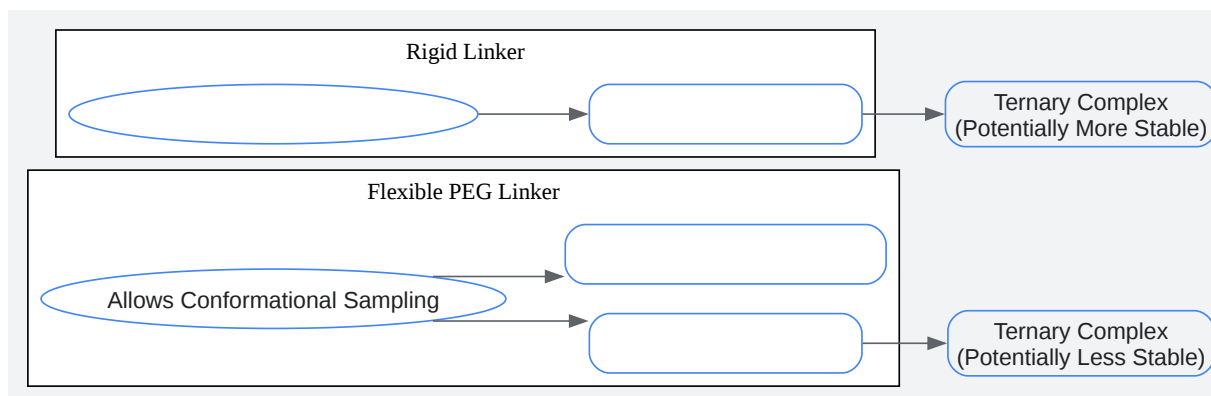 Rigid Linker
Ternary Complex
(Potentially More Stable)
Flexible PEG Linker
Allows Conformational Sampling
Ternary Complex
(Potentially Less Stable)